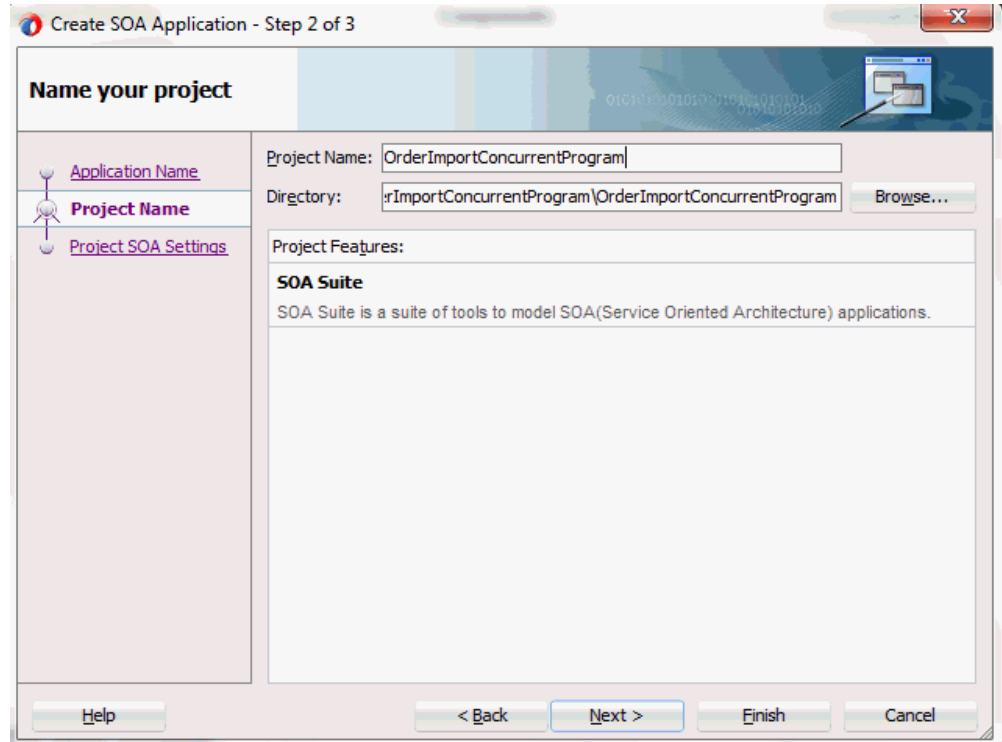 Create SOA Application - Step 2 of 3
Name your project
Application Name
Project Name
Project SOA Settings
Project Name: OrderImportConcurrentProgram
Directory: rImportConcurrentProgram\OrderImportConcurrentProgram Browse...
Project Features:
SOA Suite
SOA Suite is a suite of tools to model SOA(Service Oriented Architecture) applications.
Help < Back Next > Finish Cancel